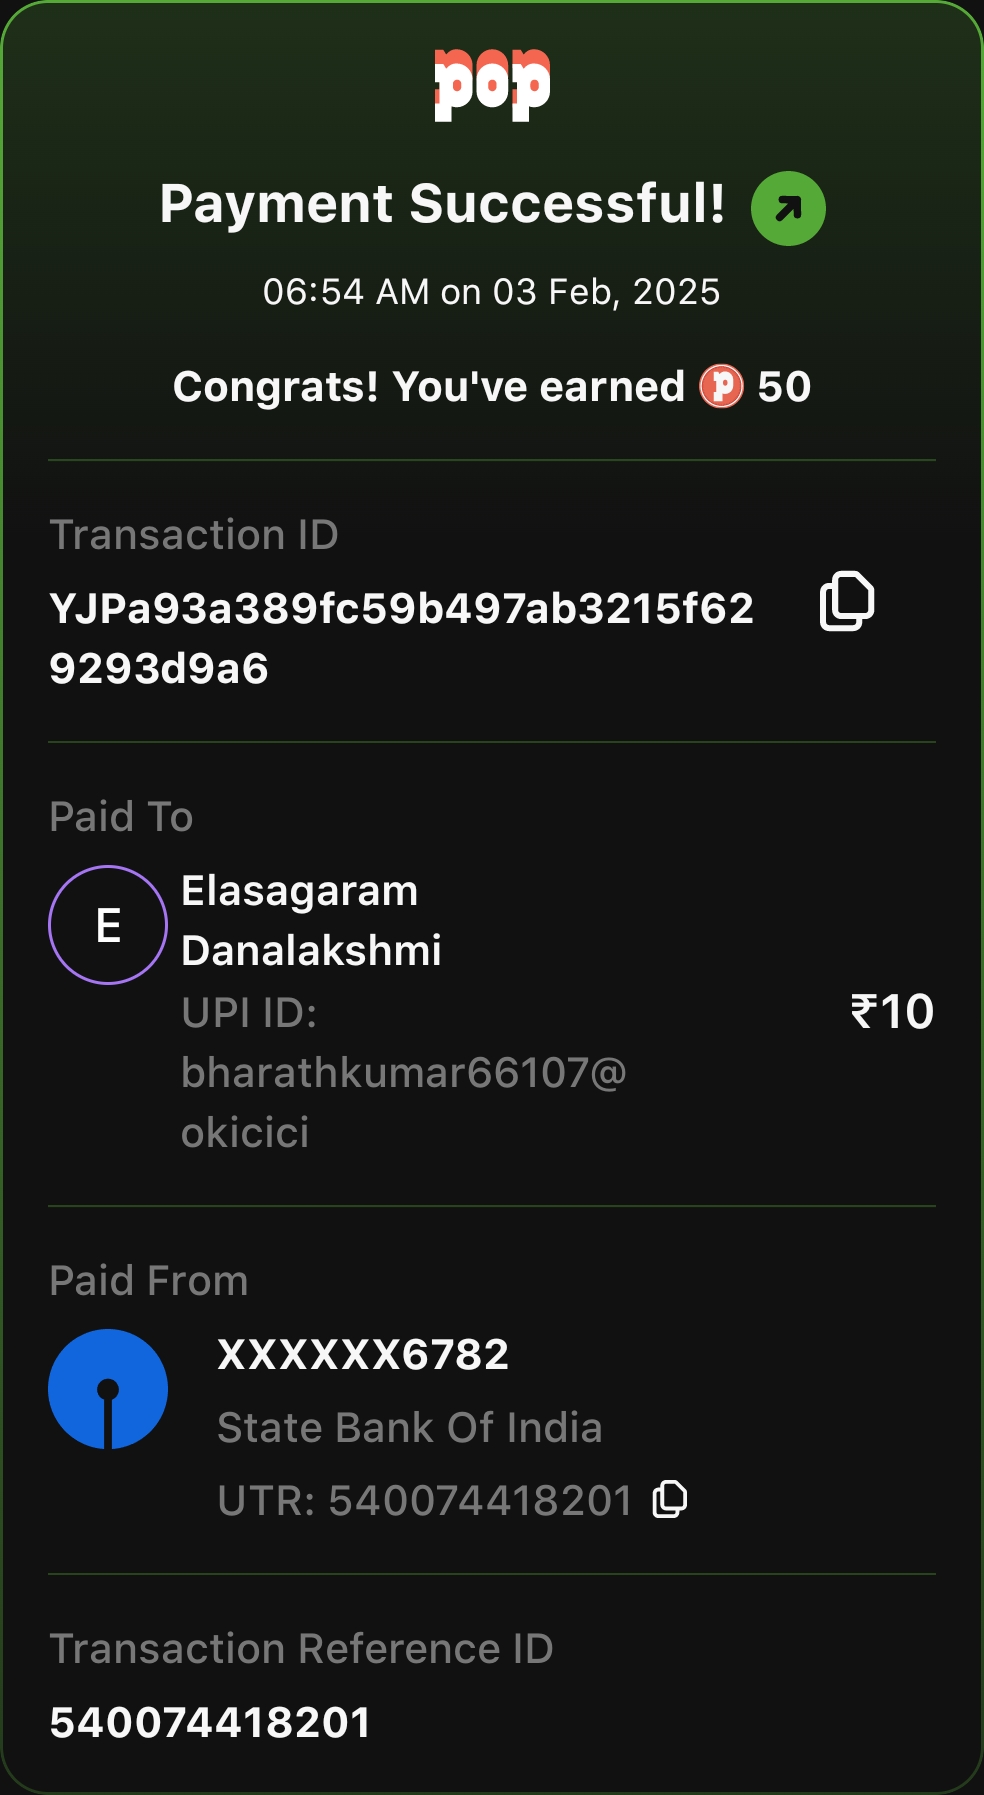 pop
Payment Successful!
06:54 AM on 03 Feb, 2025
Congrats! You've earned p 50
Transaction ID
YJPa93a389fc59b497ab3215f62
9293d9a6
Paid To
E
Elasagaram
Danalakshmi
UPI ID:
₹10
bharathkumar66107@
okicici
Paid From
XXXXXX6782
State Bank Of India
UTR: 540074418201
Transaction Reference ID
540074418201